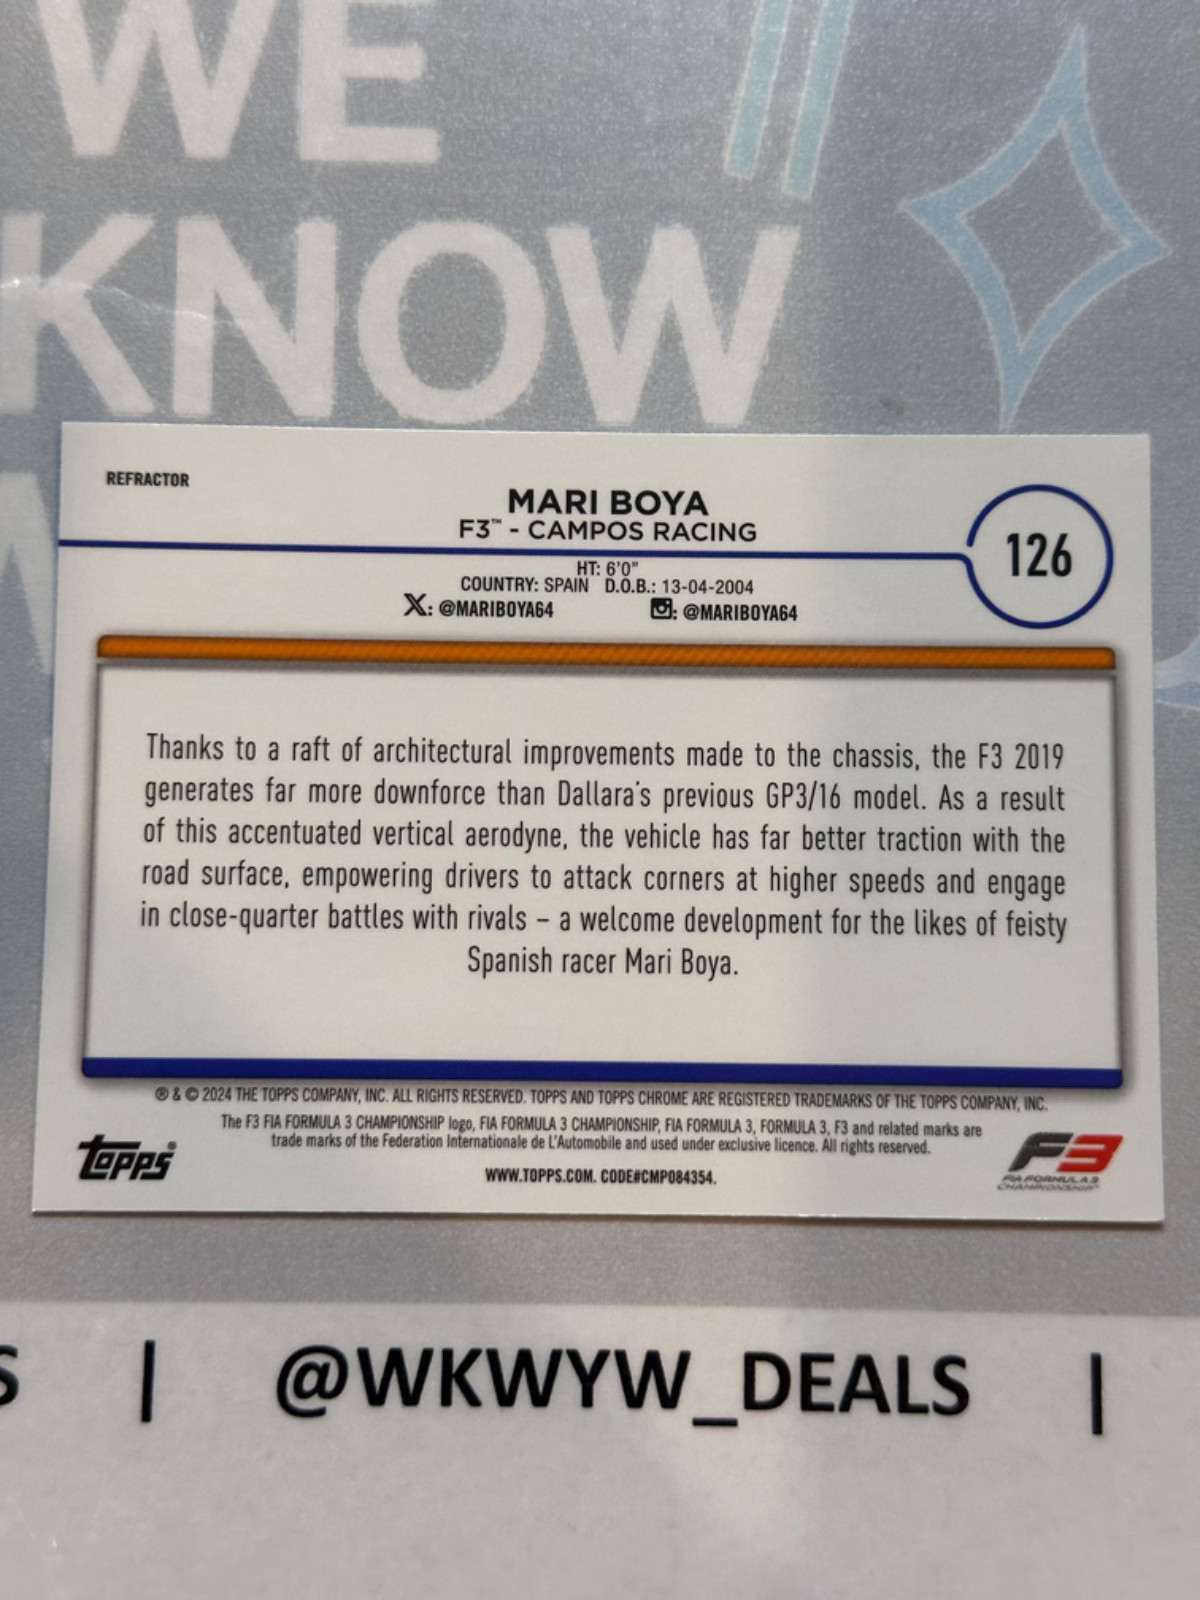 WE
KNOW
REFRACTOR
MARI BOYA
F3™ - CAMPOS RACING
126
HT: 6'0"
COUNTRY: SPAIN D.O.B.: 13-04-2004
X: @MARIBOYA64 : @MARIBOYA64
Thanks to a raft of architectural improvements made to the chassis, the F3 2019
generates far more downforce than Dallara's previous GP3/16 model. As a result
of this accentuated vertical aerodyne, the vehicle has far better traction with the
road surface, empowering drivers to attack corners at higher speeds and engage
in close-quarter battles with rivals – a welcome development for the likes of feisty
Spanish racer Mari Boya.
® & © 2024 THE TOPPS COMPANY, INC. ALL RIGHTS RESERVED. TOPPS AND TOPPS CHROME ARE REGISTERED TRADEMARKS OF THE TOPPS COMPANY, INC.
The F3 FIA FORMULA 3 CHAMPIONSHIP logo, FIA FORMULA 3 CHAMPIONSHIP, FIA FORMULA 3, FORMULA 3, F3 and related marks are
trade marks of the Federation Internationale de L'Automobile and used under exclusive licence. All rights reserved.
WWW.TOPPS.COM. CODE#CMP084354.
Topps®
F3
FIA FORMULA 3
CHAMPIONSHIP™
S | @WKWYW_DEALS |